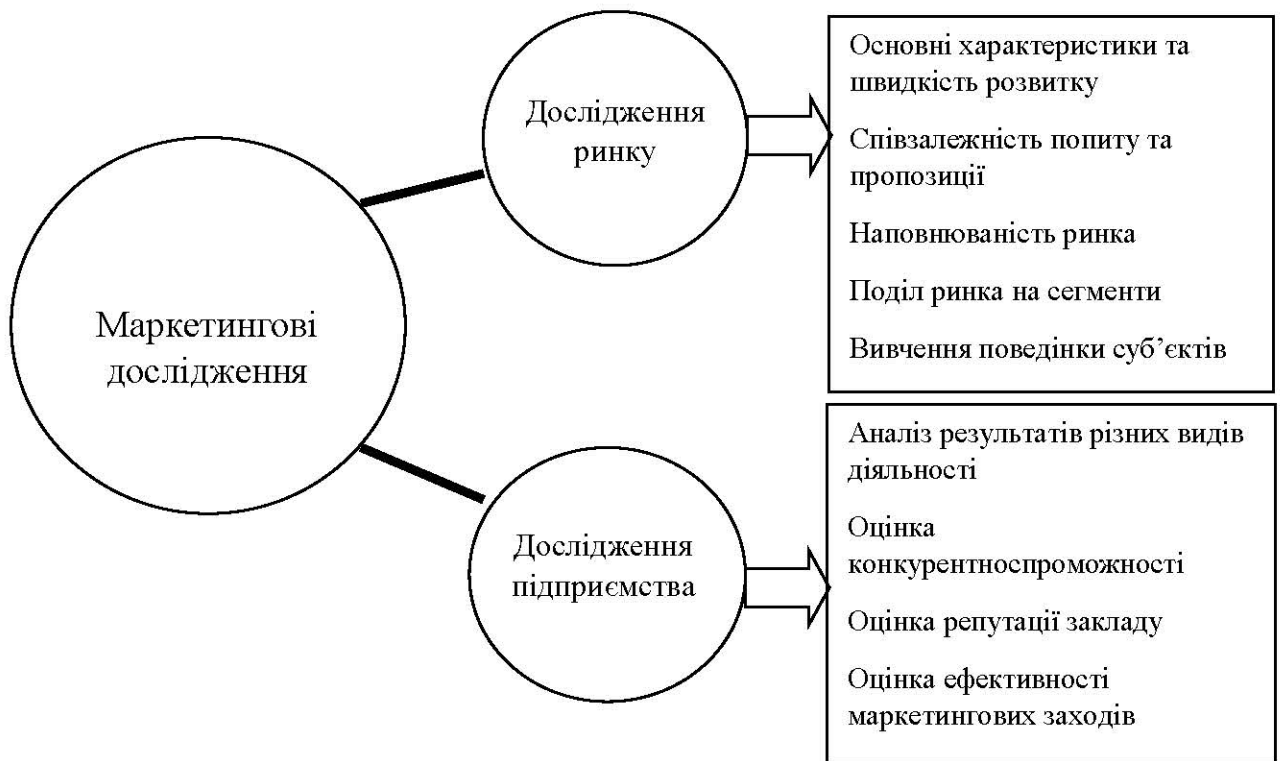 Маркетингові
дослідження
Дослідження
ринку
Основні характеристики та
швидкість розвитку
Співзалежність попиту та
пропозиції
Наповнюваність ринка
Поділ ринка на сегменти
Вивчення поведінки суб’єктів
Дослідження
підприємства
Аналіз результатів різних видів
діяльності
Оцінка
конкурентноспроможності
Оцінка репутації закладу
Оцінка ефективності
маркетингових заходів